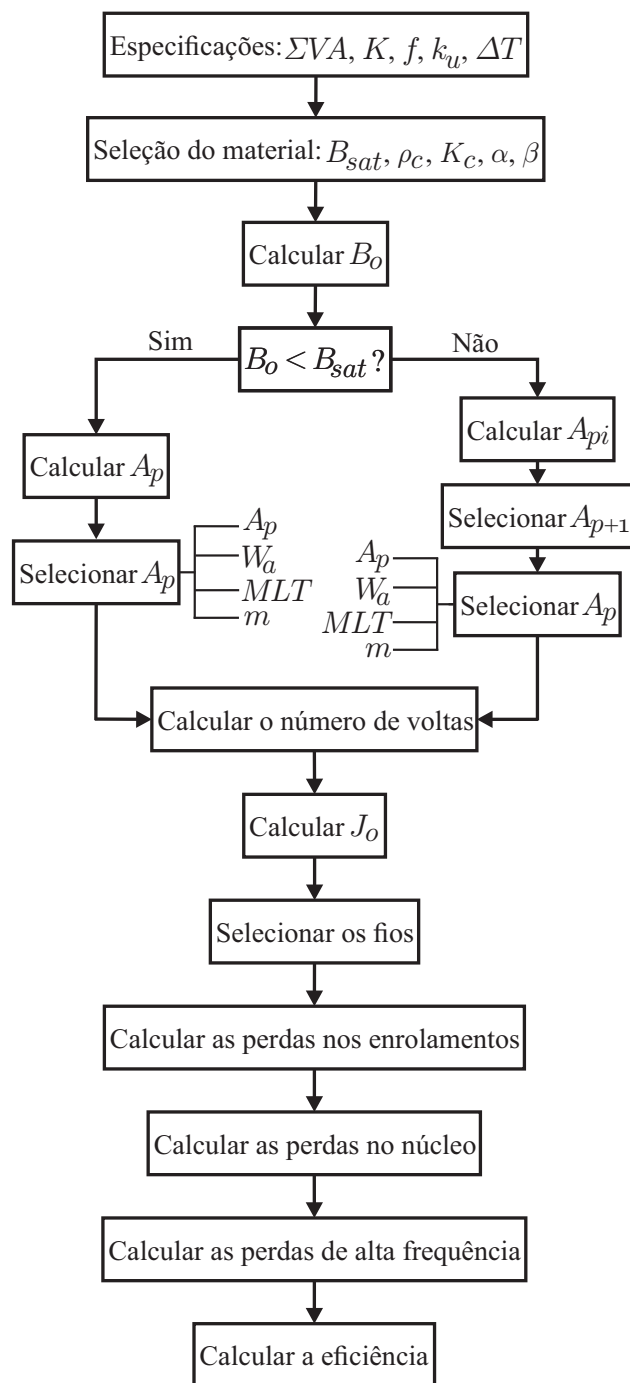 Especificações: ΣVA, K, f, k_u, ΔT
Seleção do material: B_sat, ρ_c, K_c, α, β
Calcular B_o
B_o < B_sat?
Sim
Não
Calcular A_p
Selecionar A_p
A_p
W_a
MLT
m
Calcular A_pi
Selecionar A_p+1
Selecionar A_p
A_p
W_a
MLT
m
Calcular o número de voltas
Calcular J_o
Selecionar os fios
Calcular as perdas nos enrolamentos
Calcular as perdas no núcleo
Calcular as perdas de alta frequência
Calcular a eficiência